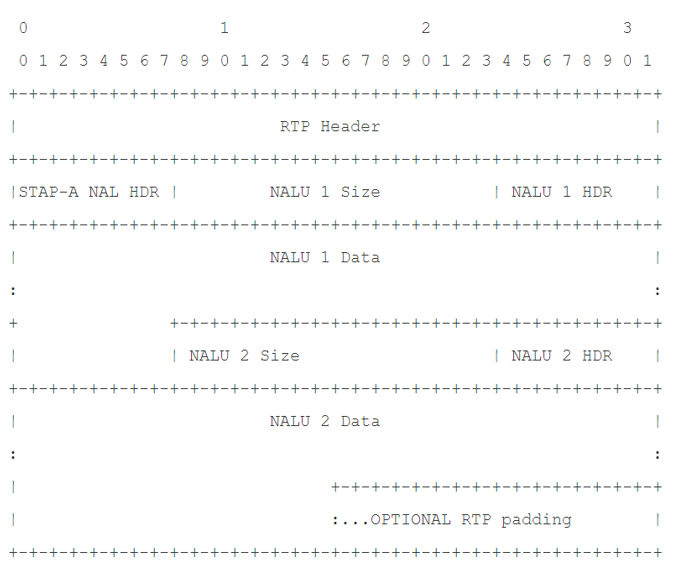 0                   1                   2                   3
0 1 2 3 4 5 6 7 8 9 0 1 2 3 4 5 6 7 8 9 0 1 2 3 4 5 6 7 8 9 0 1
+-+-+-+-+-+-+-+-+-+-+-+-+-+-+-+-+-+-+-+-+-+-+-+-+-+-+-+-+-+-+-+-+
|                          RTP Header                           |
+-+-+-+-+-+-+-+-+-+-+-+-+-+-+-+-+-+-+-+-+-+-+-+-+-+-+-+-+-+-+-+-+
|STAP-A NAL HDR |         NALU 1 Size           | NALU 1 HDR    |
+-+-+-+-+-+-+-+-+-+-+-+-+-+-+-+-+-+-+-+-+-+-+-+-+-+-+-+-+-+-+-+-+
|                         NALU 1 Data                           |
:                                                               :
+               +-+-+-+-+-+-+-+-+-+-+-+-+-+-+-+-+-+-+-+-+-+-+-+-+
|               | NALU 2 Size                   | NALU 2 HDR    |
+-+-+-+-+-+-+-+-+-+-+-+-+-+-+-+-+-+-+-+-+-+-+-+-+-+-+-+-+-+-+-+-+
|                         NALU 2 Data                           |
:                                                               :
|                               +-+-+-+-+-+-+-+-+-+-+-+-+-+-+-+-+
|                               :...OPTIONAL RTP padding        |
+-+-+-+-+-+-+-+-+-+-+-+-+-+-+-+-+-+-+-+-+-+-+-+-+-+-+-+-+-+-+-+-+